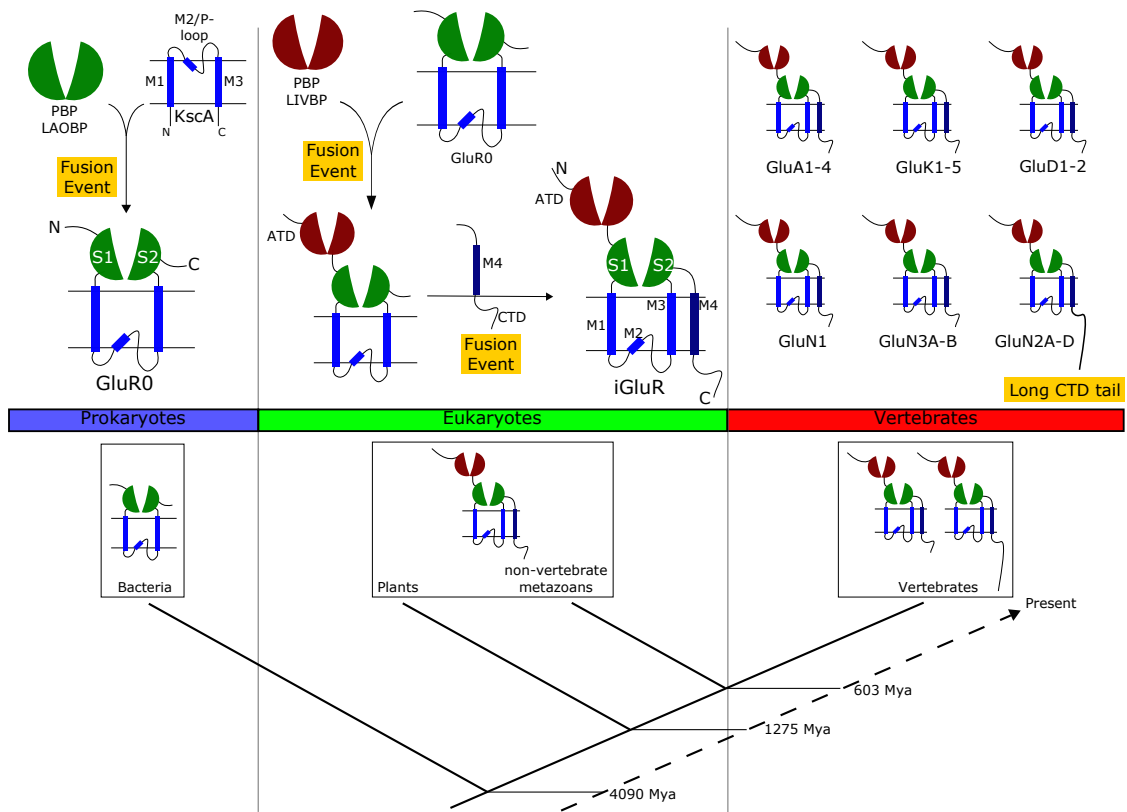 M2/P-
loop
M1
M3
PBP
LAOBP
KscA
N
C
Fusion
Event
N
S1
S2
C
GluR0
PBP
LIVBP
GluR0
Fusion
Event
ATD
M4
CTD
Fusion
Event
N
ATD
S1
S2
M3
M4
M1
M2
iGluR
C
GluA1-4
GluK1-5
GluD1-2
GluN1
GluN3A-B
GluN2A-D
Long CTD tail
Prokaryotes
Eukaryotes
Vertebrates
Bacteria
Plants
non-vertebrate
metazoans
Vertebrates
Present
603 Mya
1275 Mya
4090 Mya